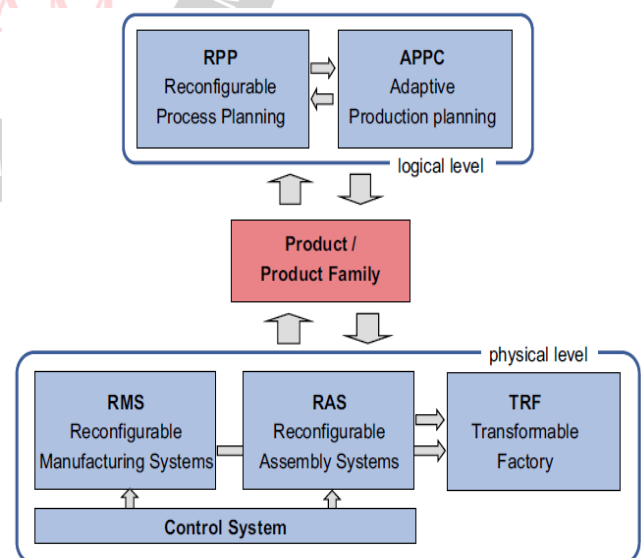 RPP
Reconfigurable
Process Planning
APPC
Adaptive
Production planning
logical level
Product /
Product Family
physical level
RMS
Reconfigurable
Manufacturing Systems
RAS
Reconfigurable
Assembly Systems
TRF
Transformable
Factory
Control System